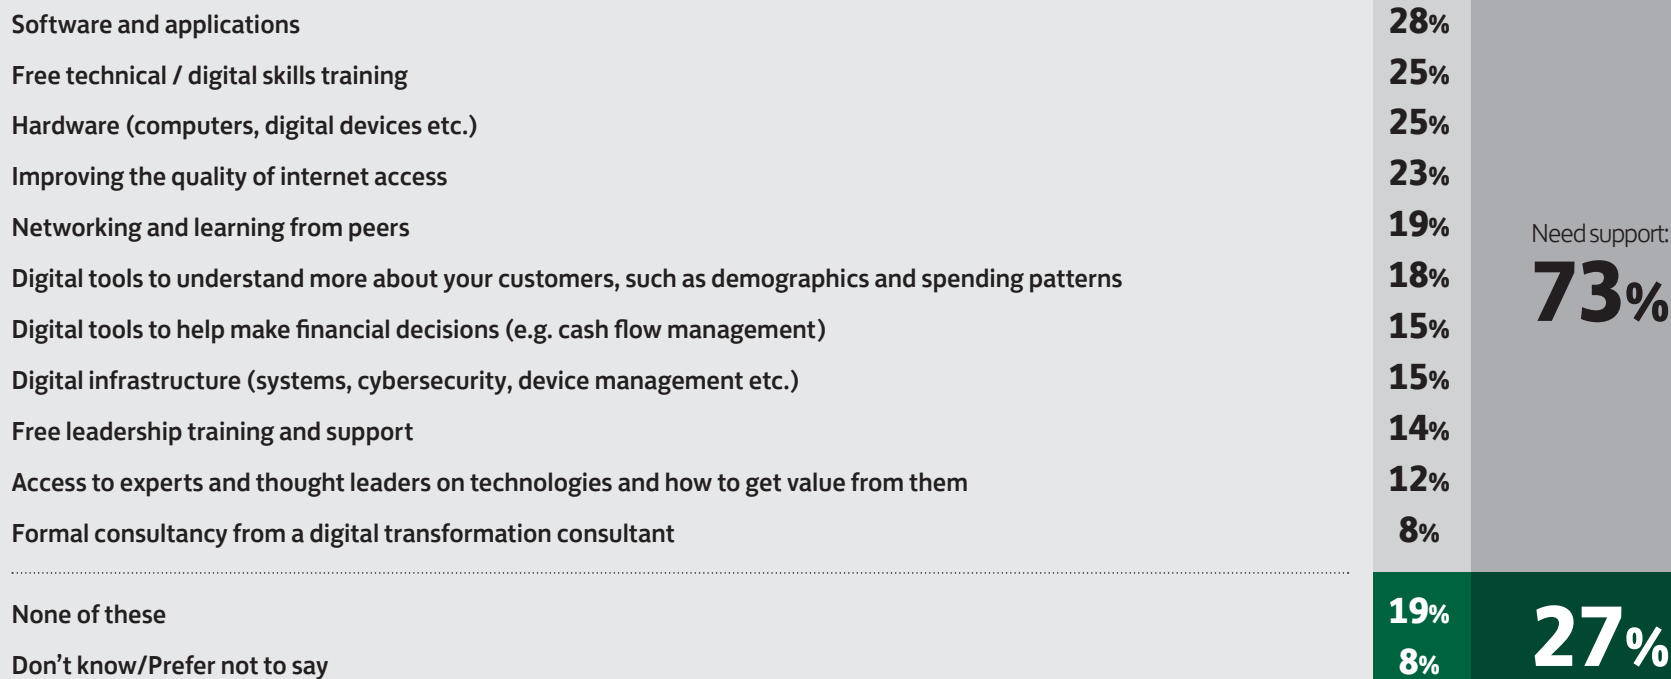 Software and applications 28%
Free technical / digital skills training 25%
Hardware (computers, digital devices etc.) 25%
Improving the quality of internet access 23%
Networking and learning from peers 19%
Digital tools to understand more about your customers, such as demographics and spending patterns 18%
Digital tools to help make financial decisions (e.g. cash flow management) 15%
Digital infrastructure (systems, cybersecurity, device management etc.) 15%
Free leadership training and support 14%
Access to experts and thought leaders on technologies and how to get value from them 12%
Formal consultancy from a digital transformation consultant 8%
Need support:
73%
None of these 19%
Don’t know/Prefer not to say 8%
27%